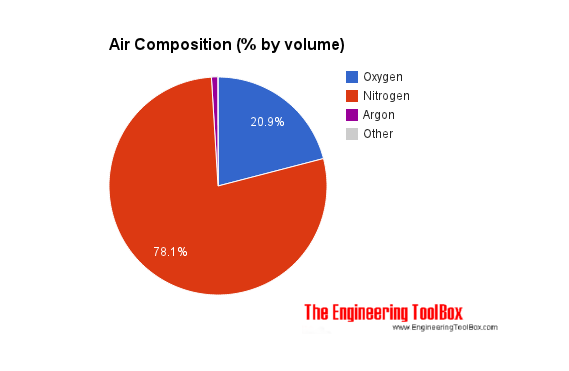 Air Composition (% by volume)
Oxygen
Nitrogen
Argon
Other
20.9%
78.1%
The Engineering ToolBox
www.EngineeringToolBox.com